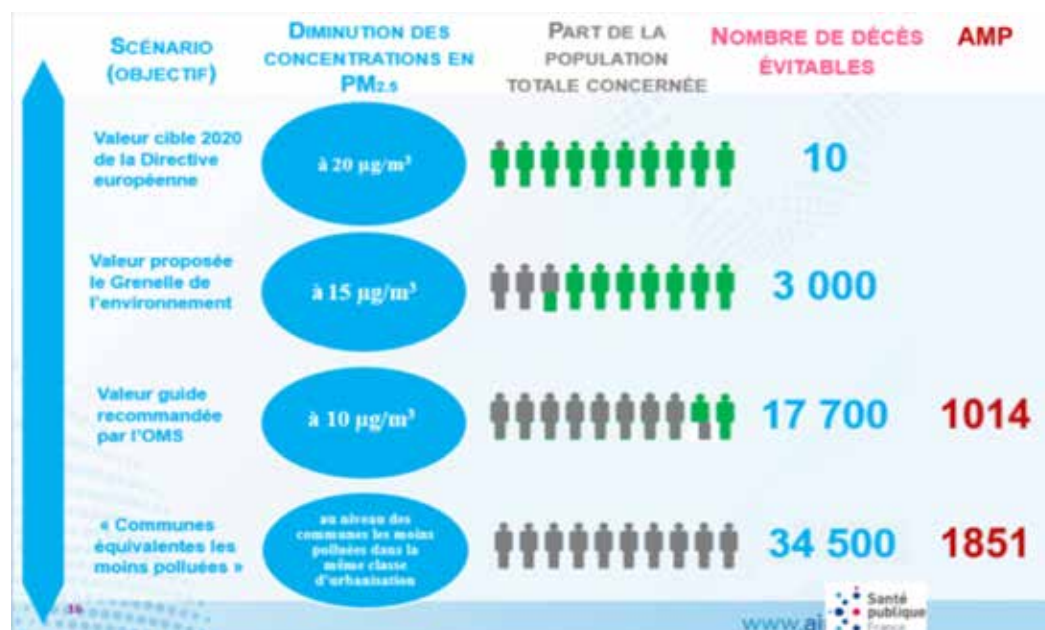 SCÉNARIO
(OBJECTIF)
DIMINUTION DES
CONCENTRATIONS EN
PM2.5
PART DE LA
POPULATION
TOTALE CONCERNÉE
NOMBRE DE DÉCÈS
ÉVITABLES
AMP
Valeur cible 2020
de la Directive
européenne
à 20 µg/m³
10
Valeur proposée
le Grenelle de
l'environnement
à 15 µg/m³
3 000
Valeur guide
recommandée
par l'OMS
à 10 µg/m³
17 700
1014
« Communes
équivalentes les
moins polluées »
au niveau des
communes les moins
polluées dans la
même classe
d'urbanisation
34 500
1851
16
www.ai
Santé
publique
France